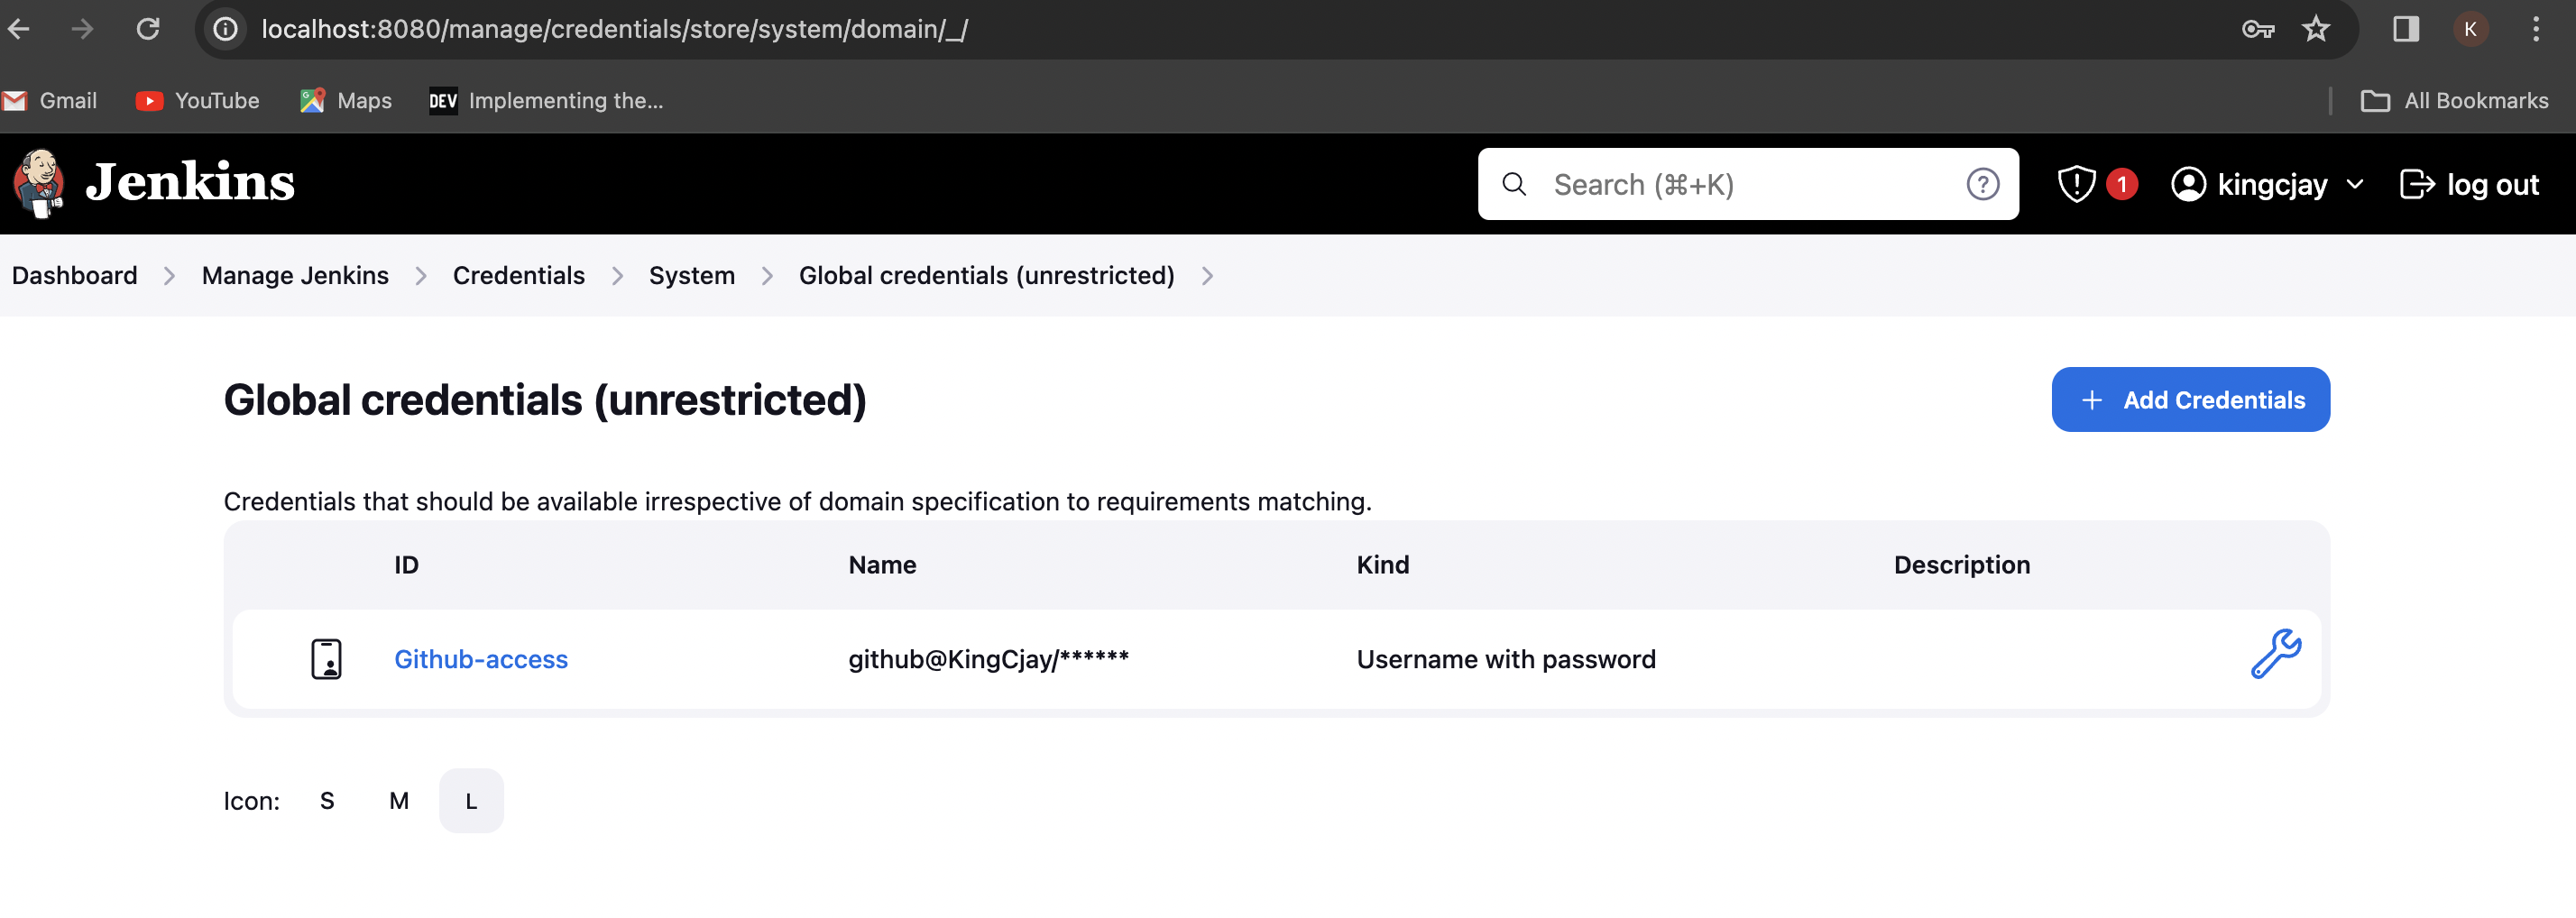 localhost:8080/manage/credentials/store/system/domain/_/
K
Gmail YouTube Maps DEV Implementing the... All Bookmarks
Jenkins Search (⌘+K) ? 1 kingcjay log out
Dashboard Manage Jenkins Credentials System Global credentials (unrestricted)
Global credentials (unrestricted)
+ Add Credentials
Credentials that should be available irrespective of domain specification to requirements matching.
ID Name Kind Description
Github-access github@KingCjay/****** Username with password
Icon: S M L